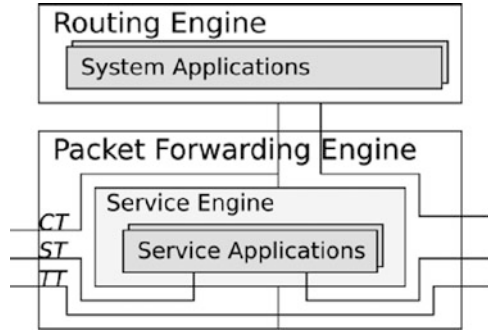 Routing Engine
System Applications
Packet Forwarding Engine
Service Engine
CT
ST
Service Applications
TT